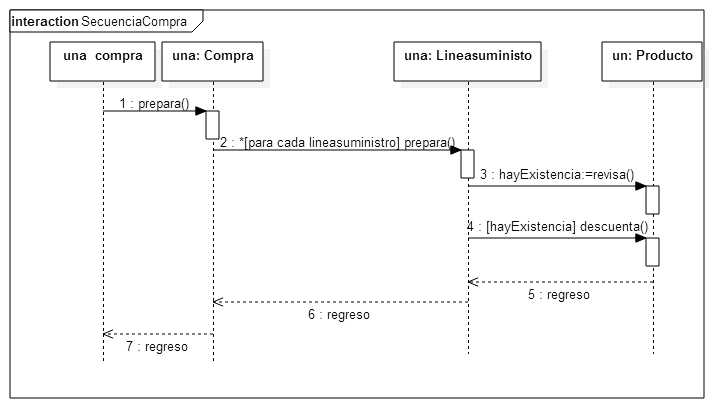 interaction SecuenciaCompra
una compra
una: Compra
una: Lineasuministo
un: Producto
1 : prepara()
2 : *[para cada lineasuministro] prepara()
3 : hayExistencia:=revisa()
4 : [hayExistencia] descuenta()
5 : regreso
6 : regreso
7 : regreso